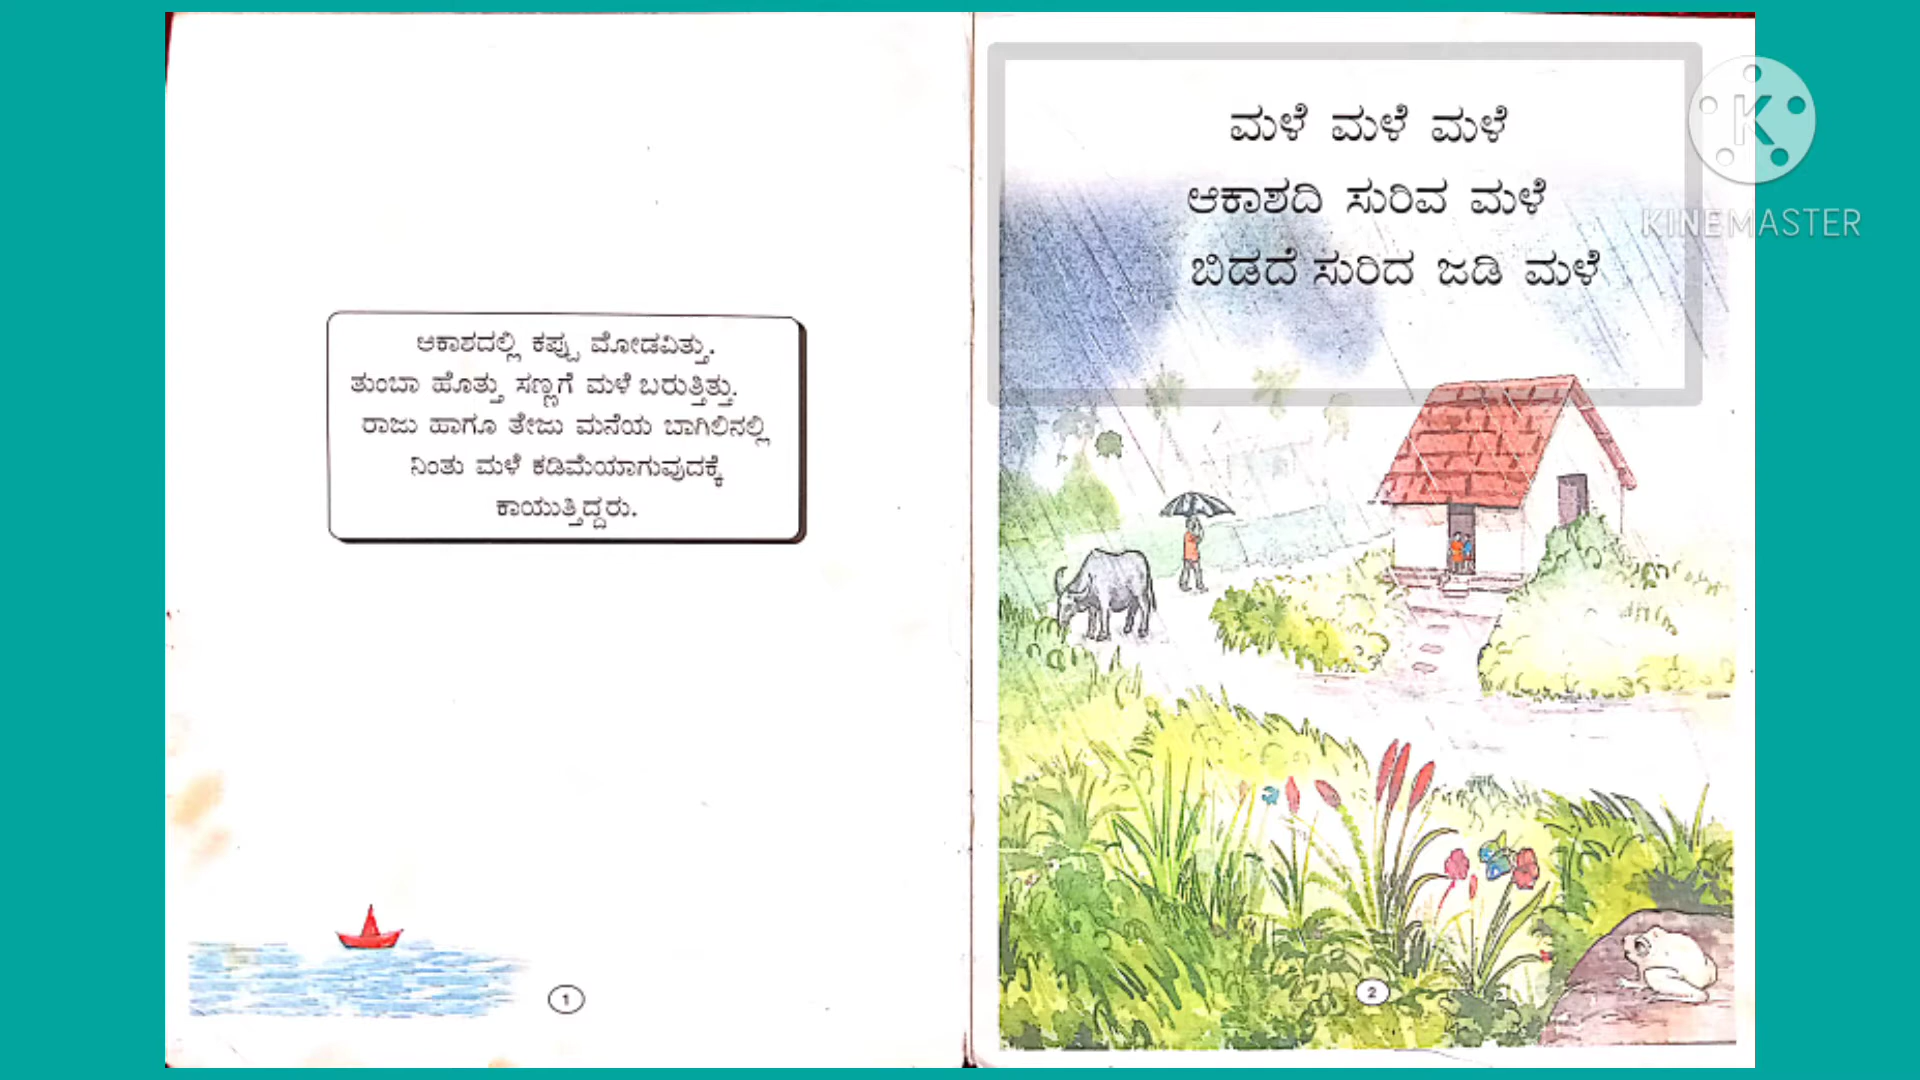 ಆಕಾಶದಲ್ಲಿ ಕಪ್ಪು ಮೋಡವಿತ್ತು.
ತುಂಬಾ ಹೊತ್ತು ಸಣ್ಣಗೆ ಮಳೆ ಬರುತ್ತಿತ್ತು.
ರಾಜು ಹಾಗೂ ತೇಜು ಮನೆಯ ಬಾಗಿಲಿನಲ್ಲಿ
ನಿಂತು ಮಳೆ ಕಡಿಮೆಯಾಗುವುದಕ್ಕೆ
ಕಾಯುತ್ತಿದ್ದರು.
1
ಮಳೆ ಮಳೆ ಮಳೆ
ಆಕಾಶದಿ ಸುರಿವ ಮಳೆ
ಬಿಡದೆ ಸುರಿದ ಜಡಿ ಮಳೆ
2
K
KINEMASTER